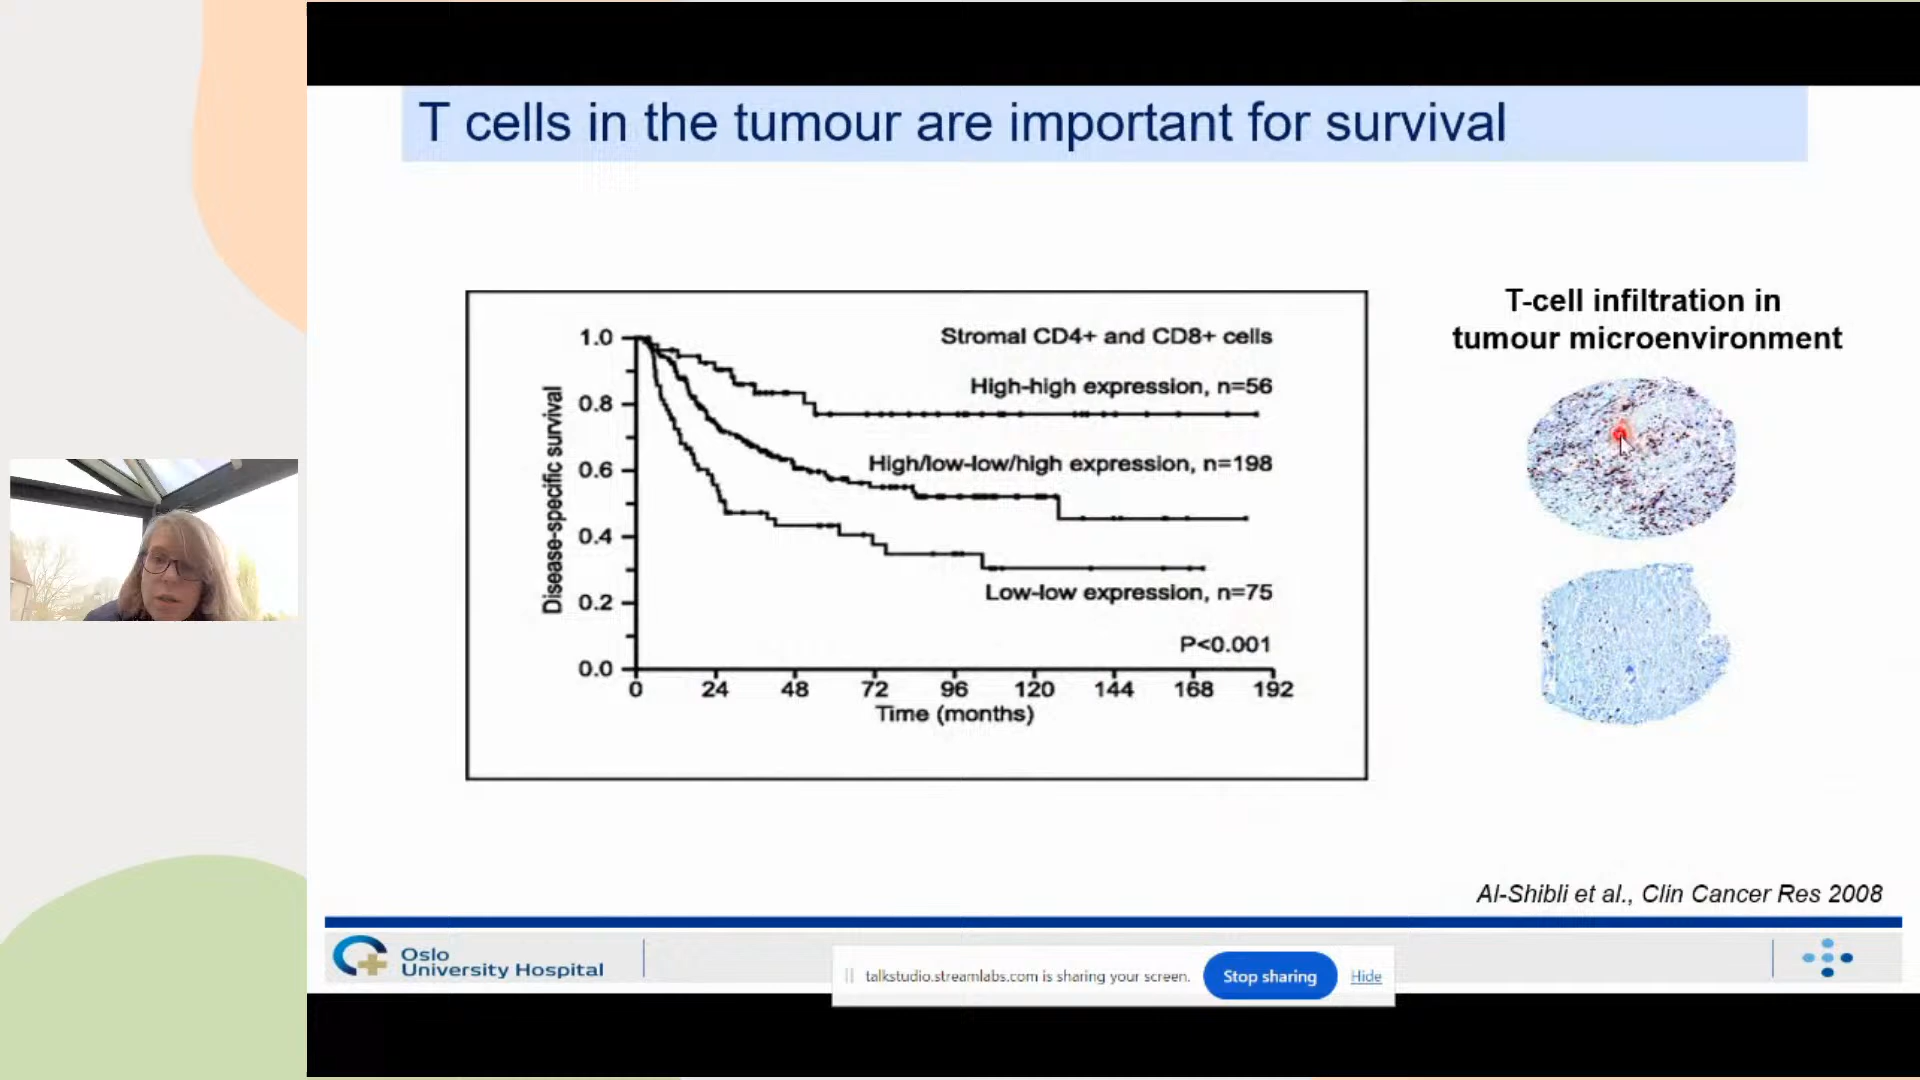 T cells in the tumour are important for survival
T-cell infiltration in
tumour microenvironment
Stromal CD4+ and CD8+ cells
High-high expression, n=56
High/low-low/high expression, n=198
Low-low expression, n=75
P<0.001
Disease-specific survival
1.0
0.8
0.6
0.4
0.2
0.0
0 24 48 72 96 120 144 168 192
Time (months)
Al-Shibli et al., Clin Cancer Res 2008
Oslo
University Hospital
talkstudio.streamlabs.com is sharing your screen. Stop sharing Hide